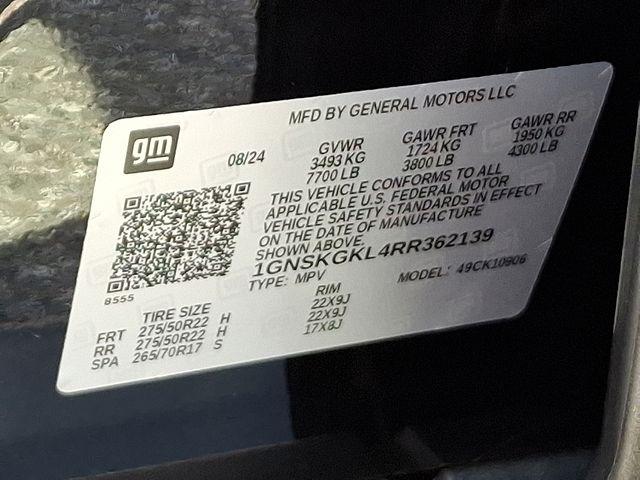 MFD BY GENERAL MOTORS LLC
gm
08/24
GVWR GAWR FRT GAWR RR
3493 KG 1724 KG 1950 KG
7700 LB 3800 LB 4300 LB
THIS VEHICLE CONFORMS TO ALL
APPLICABLE U.S. FEDERAL MOTOR
VEHICLE SAFETY STANDARDS IN EFFECT
ON THE DATE OF MANUFACTURE
SHOWN ABOVE.
1GNSKGKL4RR362139
TYPE: MPV MODEL: 49CK10906
8555
TIRE SIZE RIM
FRT 275/50R22 H 22X9J
RR 275/50R22 H 22X9J
SPA 265/70R17 S 17X8J